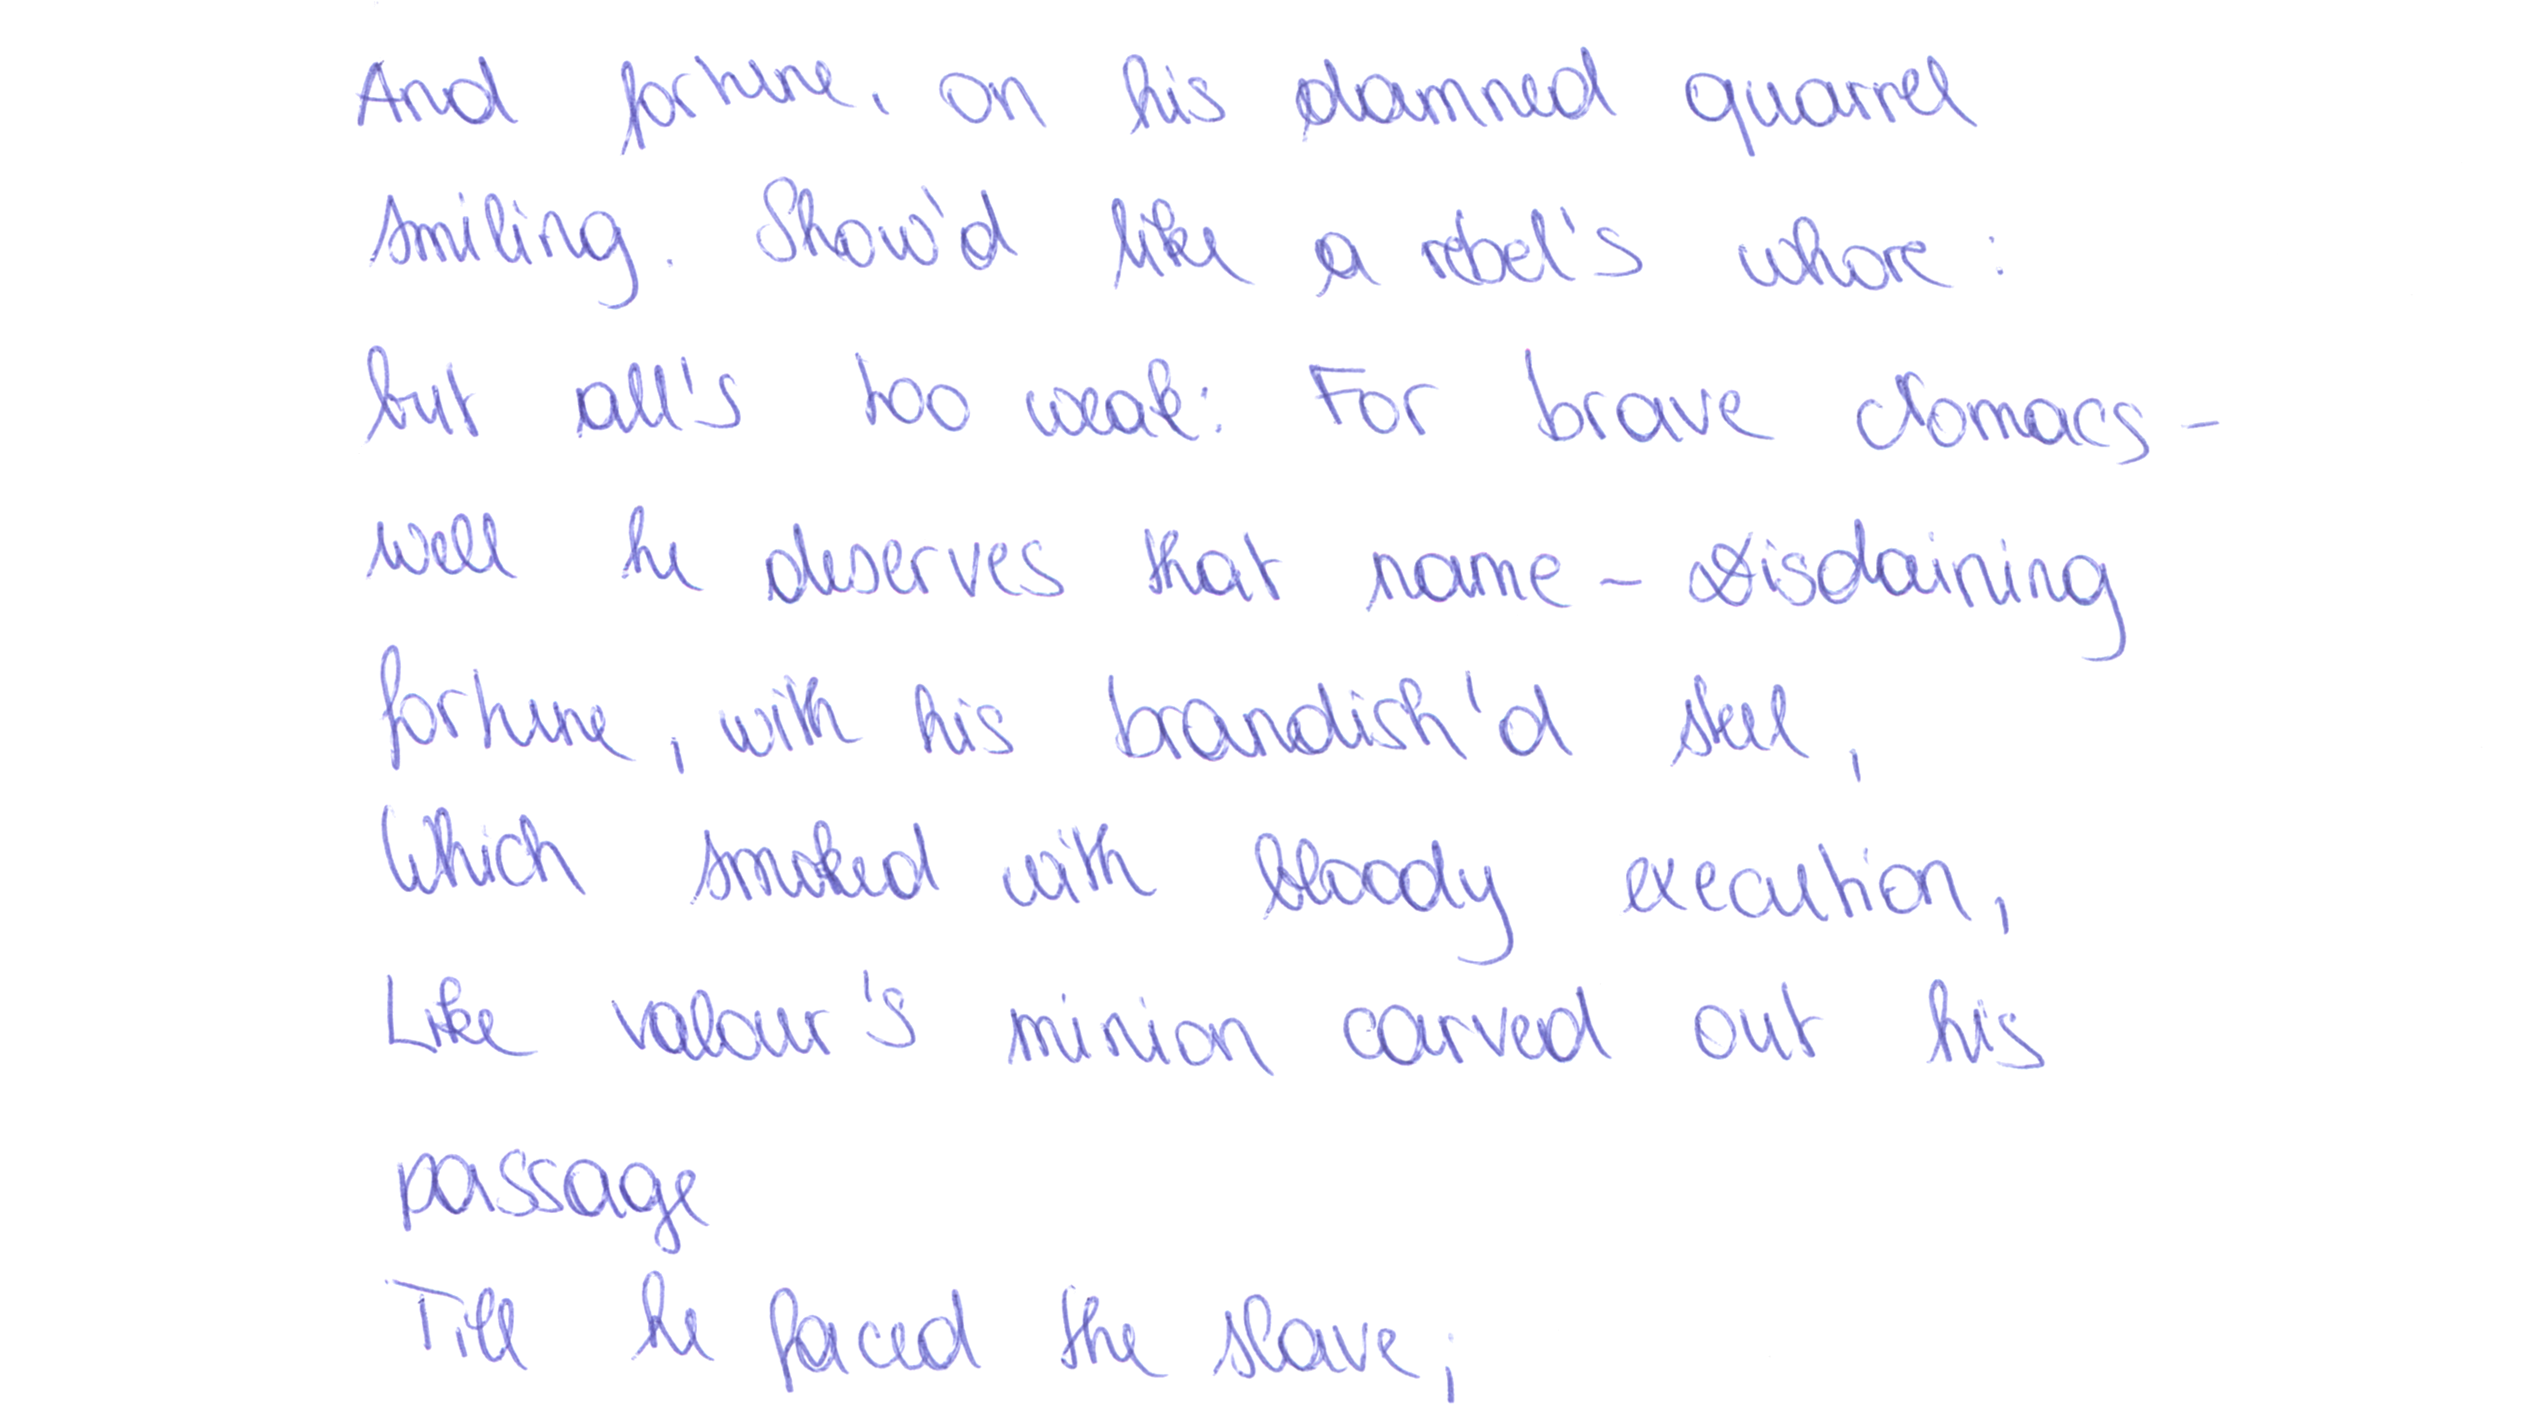 And fortune, on his damned quarrel
smiling. Show'd like a rebel's whore:
but all's too weak: For brave clomacs-
well he deserves that name - Disdaining
fortune, with his brandish'd steel,
Which smoked with bloody execution,
Like valour's minion carved out his
passage
Till he faced the slave;